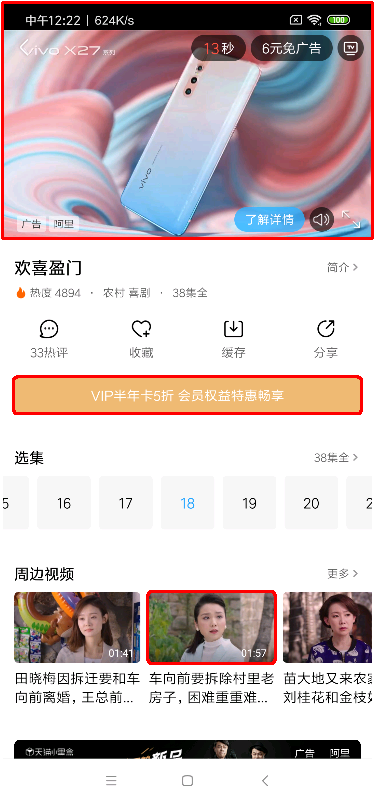 中午12:22 | 624K/s
100
vivo X27 系列
13 秒
6元免广告
TV
vivo
广告 阿里
了解详情
欢喜盈门
简介 >
热度 4894 · 农村 喜剧 · 38集全
33热评
收藏
缓存
分享
VIP半年卡5折 会员权益特惠畅享
选集
38集全 >
5 16 17 18 19 20 2
周边视频
更多 >
01:41
01:57
田晓梅因拆迁要和车
向前离婚，王总前…
车向前要拆除村里老
房子，困难重重难…
苗大地又来农
刘桂花和金枝
天猫小黑盒
广告 阿里